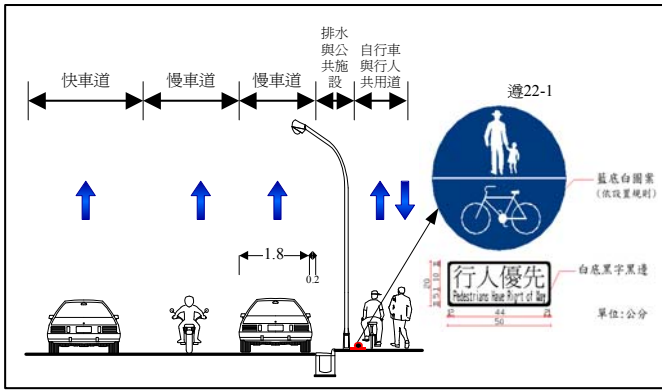 快車道
慢車道
慢車道
排水
與公
共施
設
自行車
與行人
共用道
遵22-1
藍底白圖案
(依設置規則)
1.8
0.2
行人優先
Pedestrians Have Right of Way
白底黑字黑邊
單位:公分
20
10
44
50